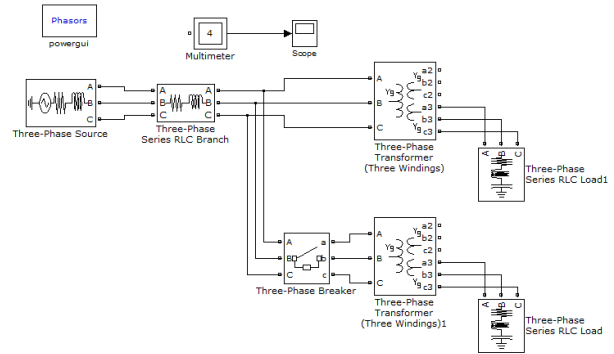 Phasors
powergui
4
Multimeter
Scope
A
B
C
Three-Phase Source
A A
B B
C C
Three-Phase
Series RLC Branch
A
B
C
Yg
Yg
Yg
a2
b2
c2
a3
b3
c3
Three-Phase
Transformer
(Three Windings)
A B C
Three-Phase
Series RLC Load1
A a
B b
C c
Three-Phase Breaker
A
B
C
Yg
Yg
Yg
a2
b2
c2
a3
b3
c3
Three-Phase
Transformer
(Three Windings)1
A B C
Three-Phase
Series RLC Load